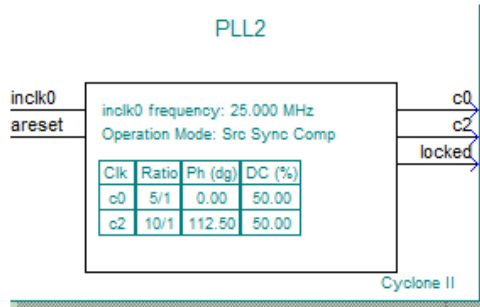 PLL2
inclk0
areset
inclk0 frequency: 25.000 MHz
Operation Mode: Src Sync Comp
Clk Ratio Ph (dg) DC (%)
c0 5/1 0.00 50.00
c2 10/1 112.50 50.00
c0
c2
locked
Cyclone II